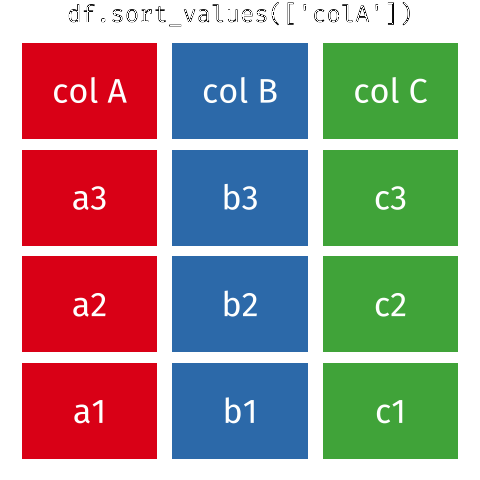 df.sort_values(['colA'])
col A col B col C
a3 b3 c3
a2 b2 c2
a1 b1 c1